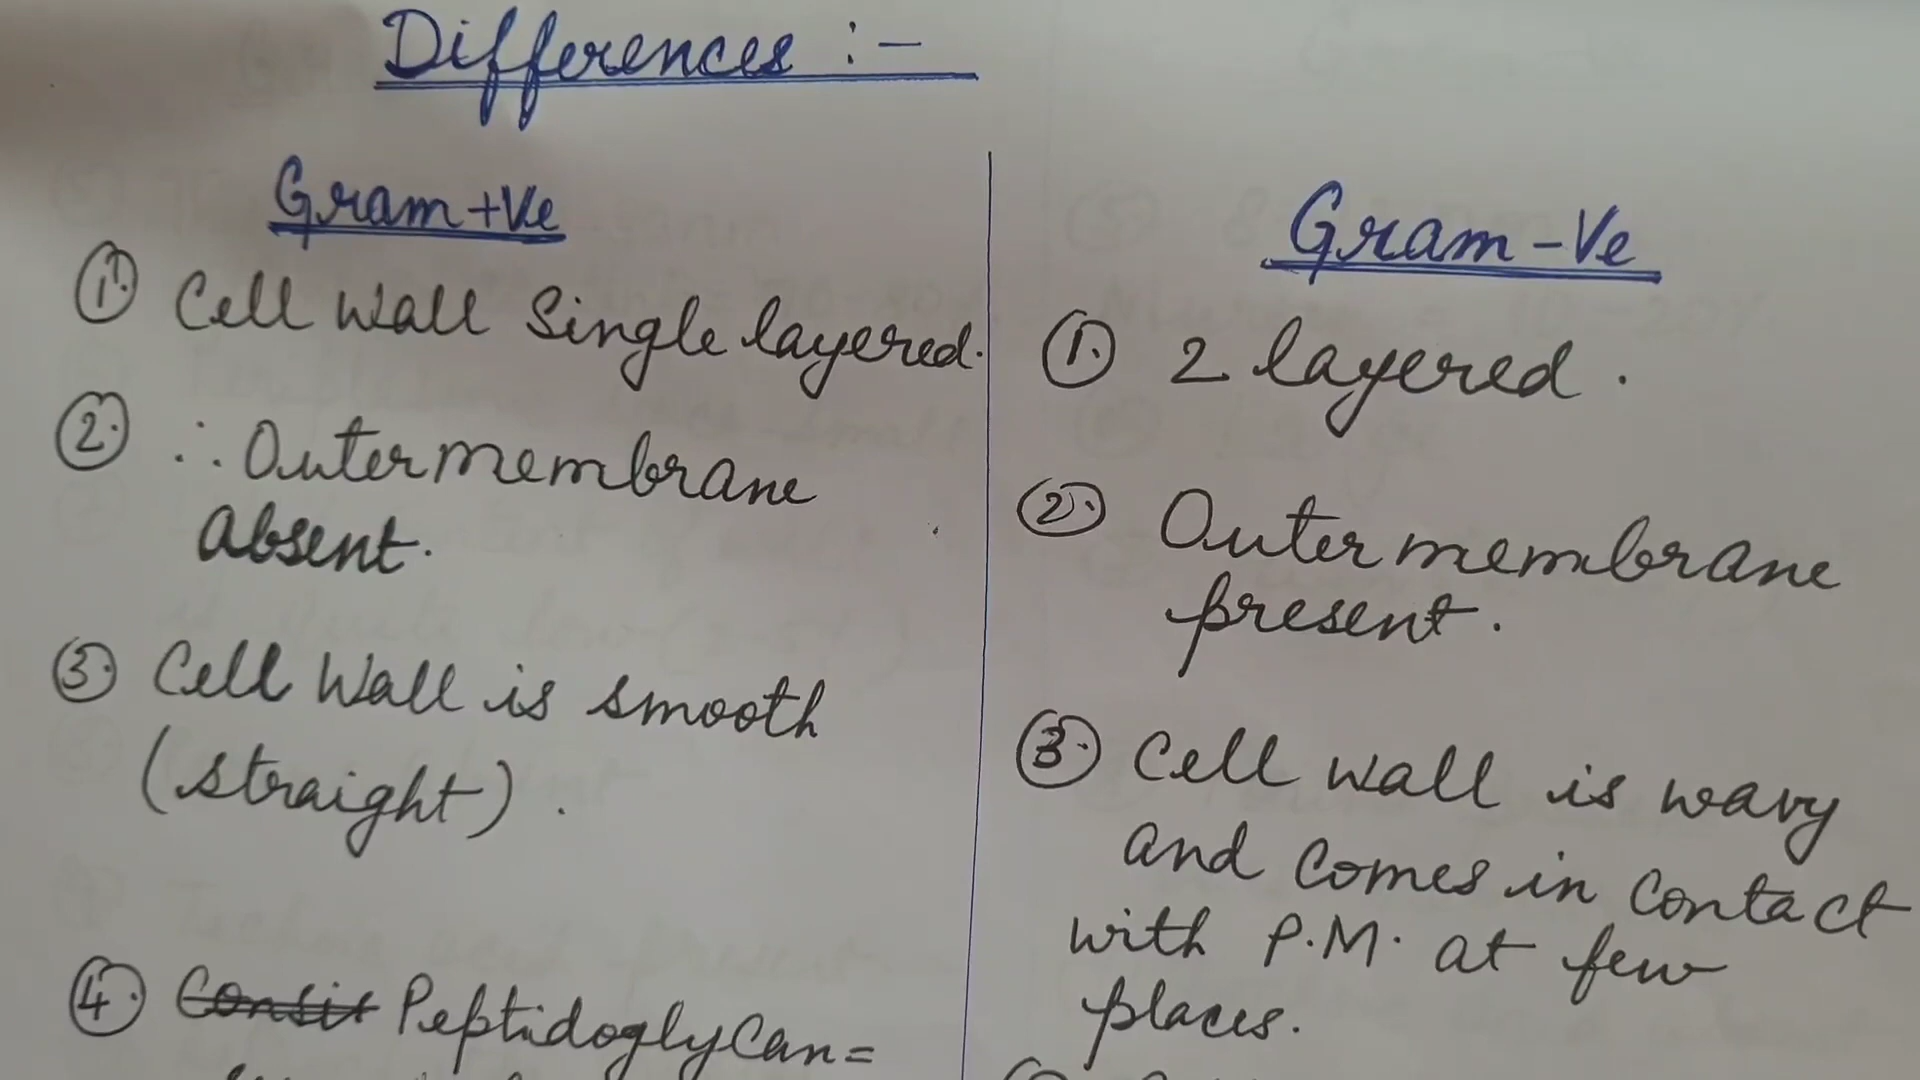 Differences :-
Gram +Ve
① Cell Wall Single layered.
② ∴ Outer membrane
absent.
③ Cell Wall is smooth
(straight).
④ Consit Peptidoglycan =
Gram -Ve
① 2 layered.
② Outer membrane
present.
③ Cell wall is wavy
and comes in contact
with P.M. at few
places.